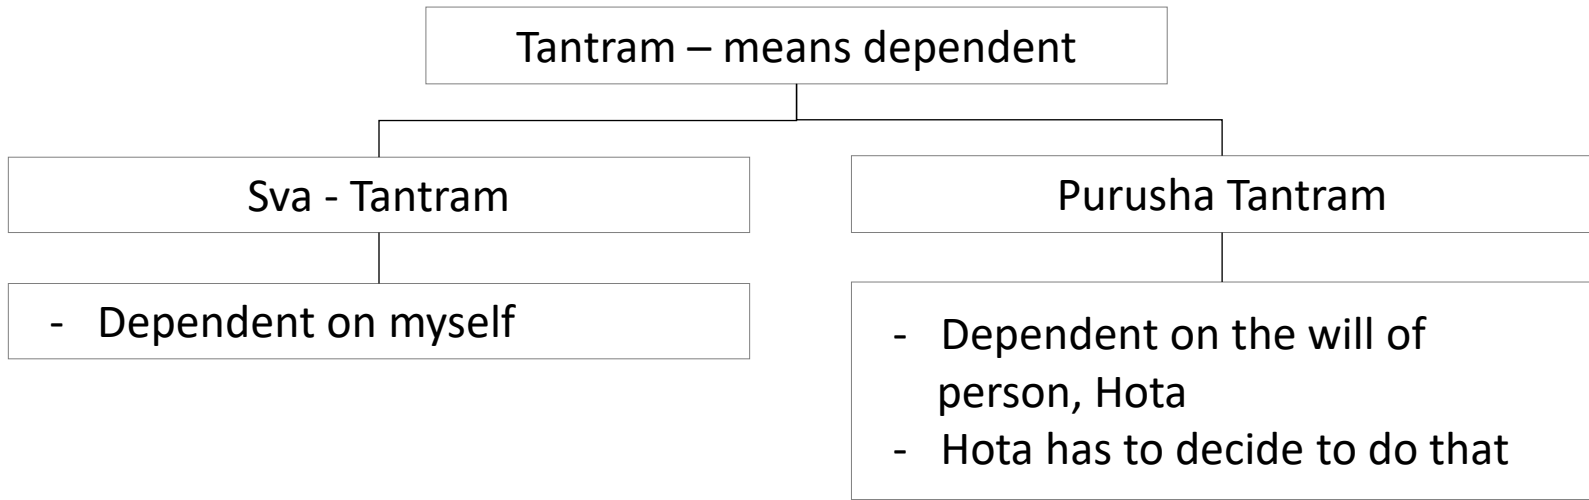 Tantram – means dependent
Sva - Tantram
Purusha Tantram
- Dependent on myself
- Dependent on the will of
person, Hota
- Hota has to decide to do that